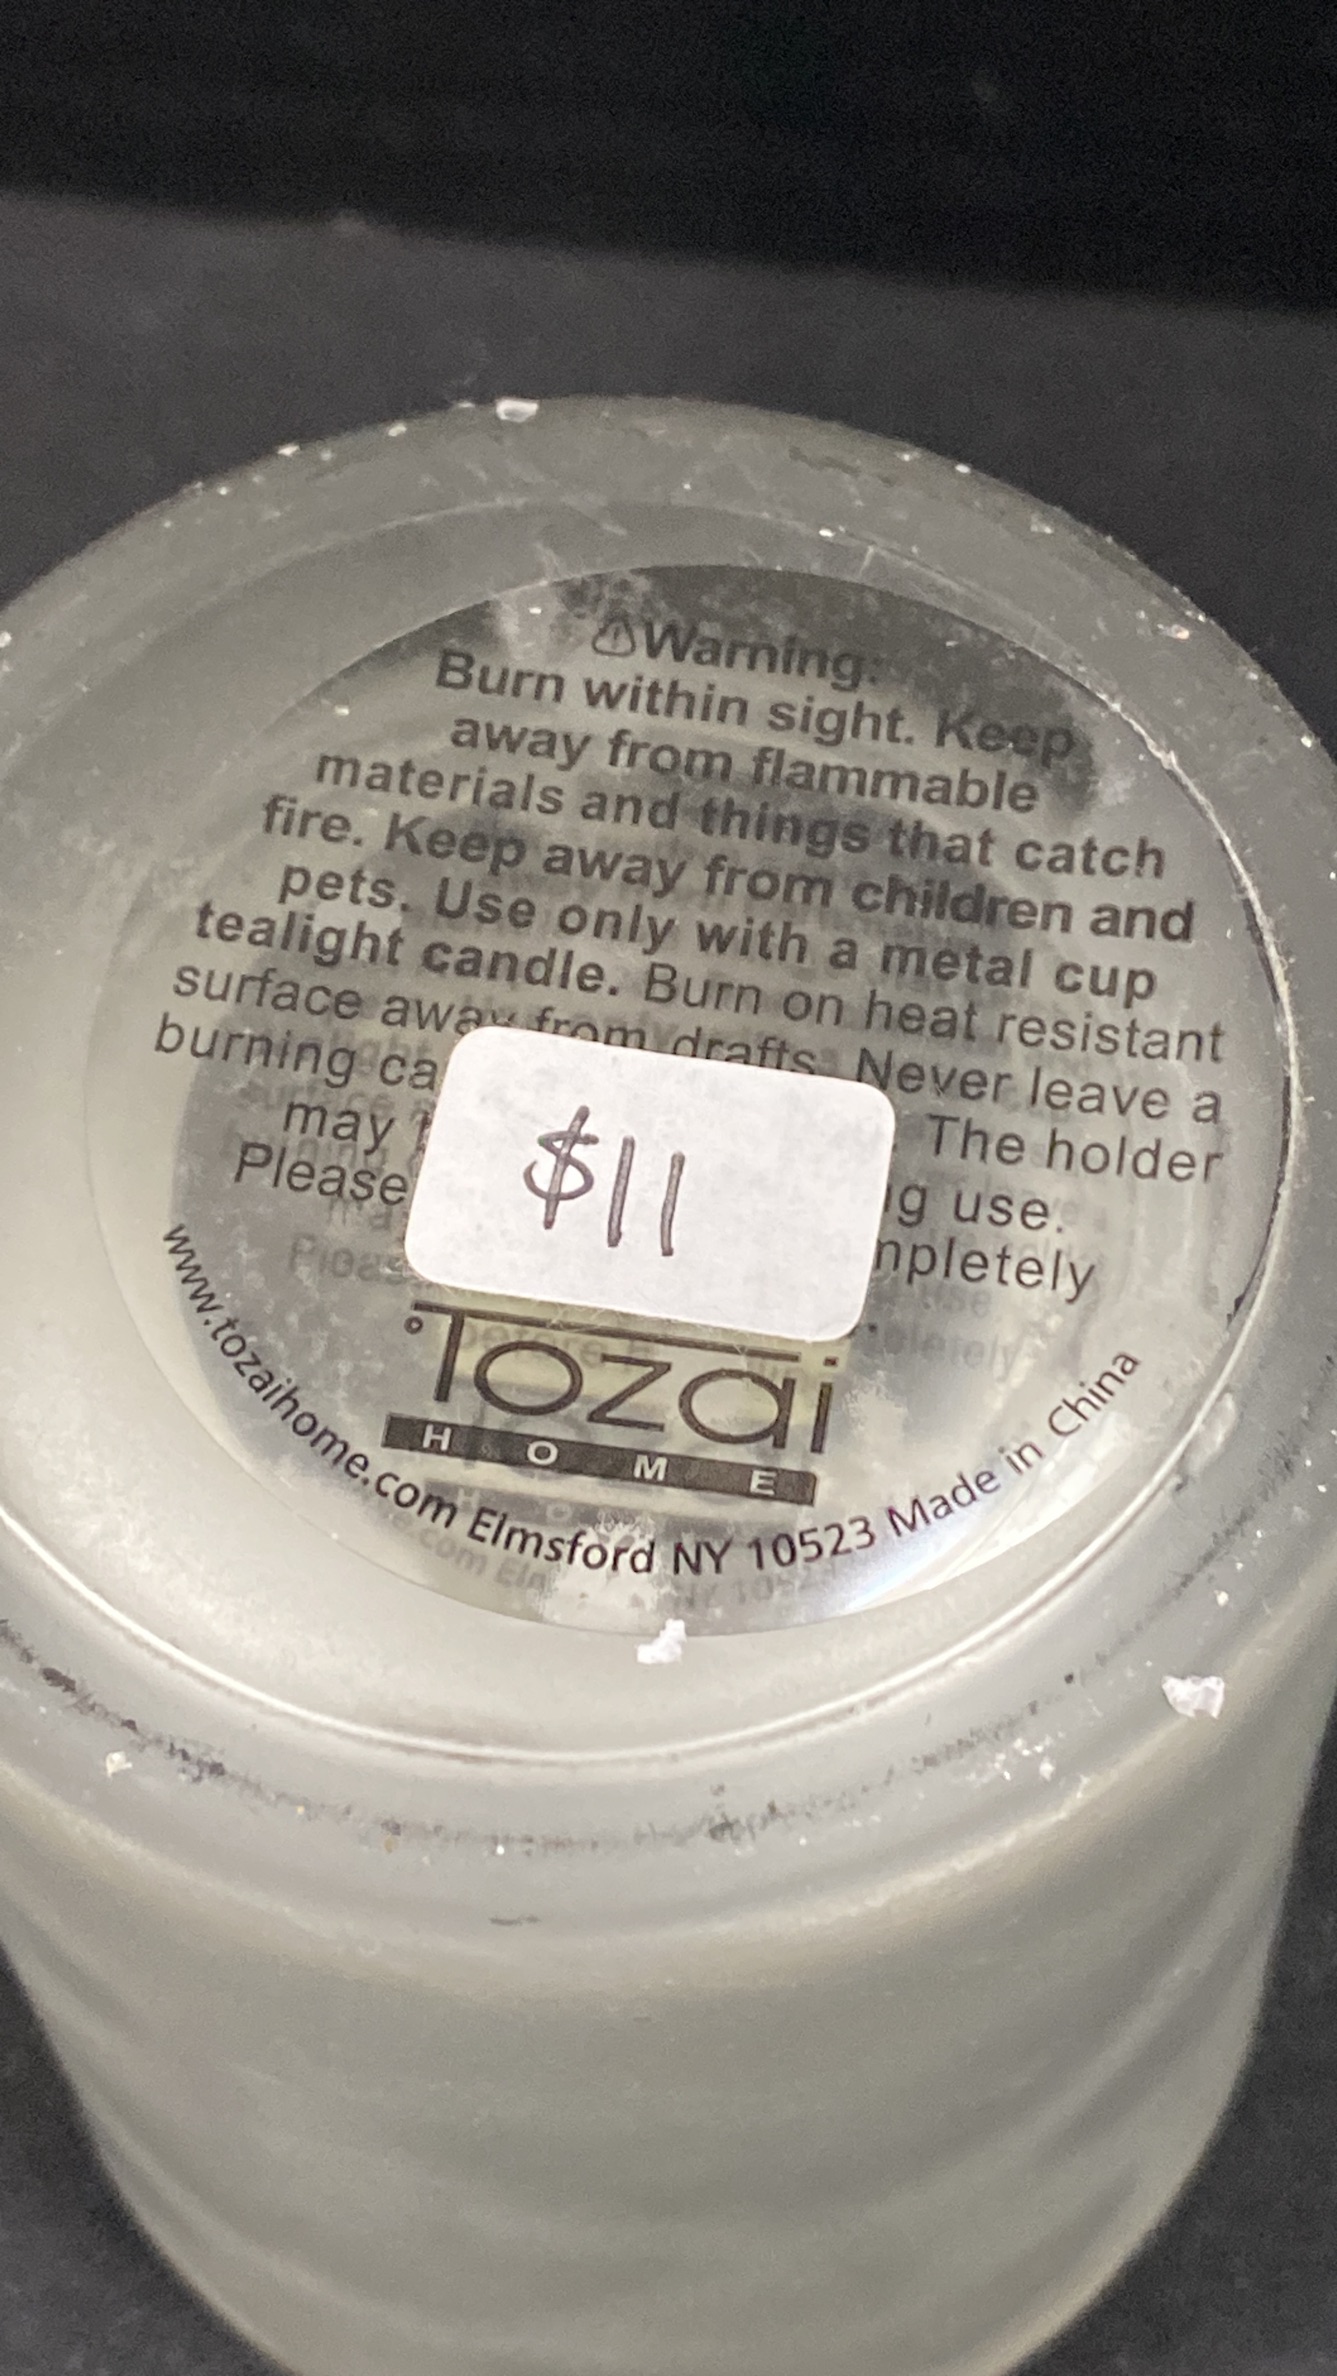 ⚠Warning:
Burn within sight. Keep
away from flammable
materials and things that catch
fire. Keep away from children and
pets. Use only with a metal cup
tealight candle. Burn on heat resistant
surface away from drafts. Never leave a
burning The holder
may use.
Please
$11
Tozai
HOME
www.tozaihome.com Elmsford NY 10523 Made in China